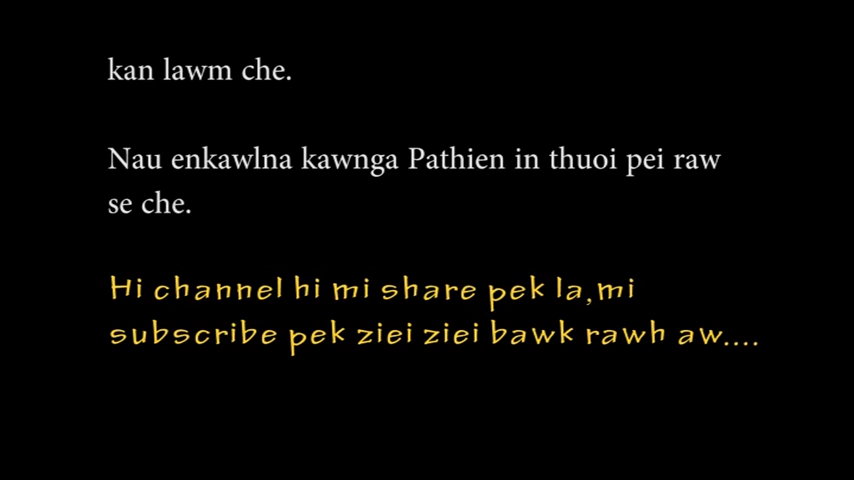 kan lawm che.
Nau enkawlna kawnga Pathien in thuoi pei raw
se che.
Hi channel hi mi share pek la,mi
subscribe pek ziei ziei bawk rawh aw....